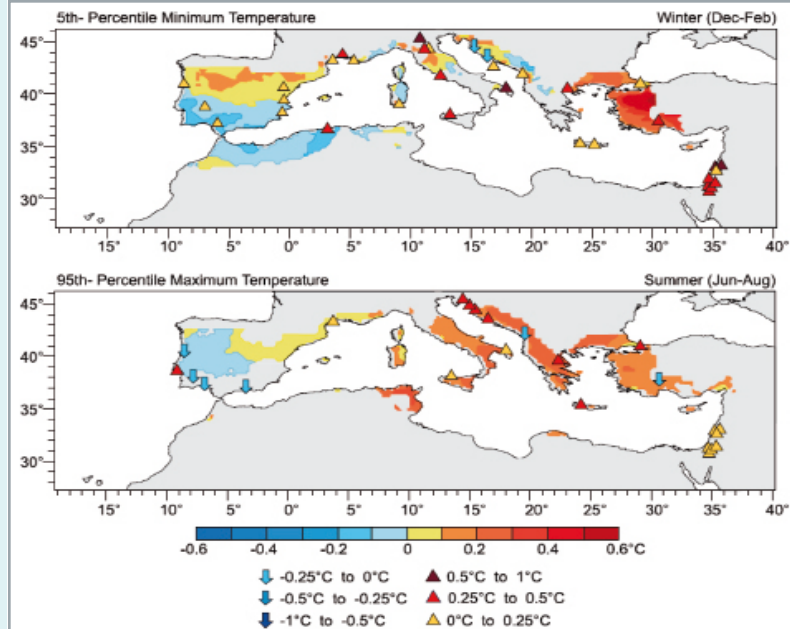 5th- Percentile Minimum Temperature Winter (Dec-Feb)
45°
40°
35°
30°
15° 10° 5° 0° 5° 10° 15° 20° 25° 30° 35° 40°
95th- Percentile Maximum Temperature Summer (Jun-Aug)
45°
40°
35°
30°
15° 10° 5° 0° 5° 10° 15° 20° 25° 30° 35° 40°
-0.6 -0.4 -0.2 0 0.2 0.4 0.6°C
-0.25°C to 0°C 0.5°C to 1°C
-0.5°C to -0.25°C 0.25°C to 0.5°C
-1°C to -0.5°C 0°C to 0.25°C